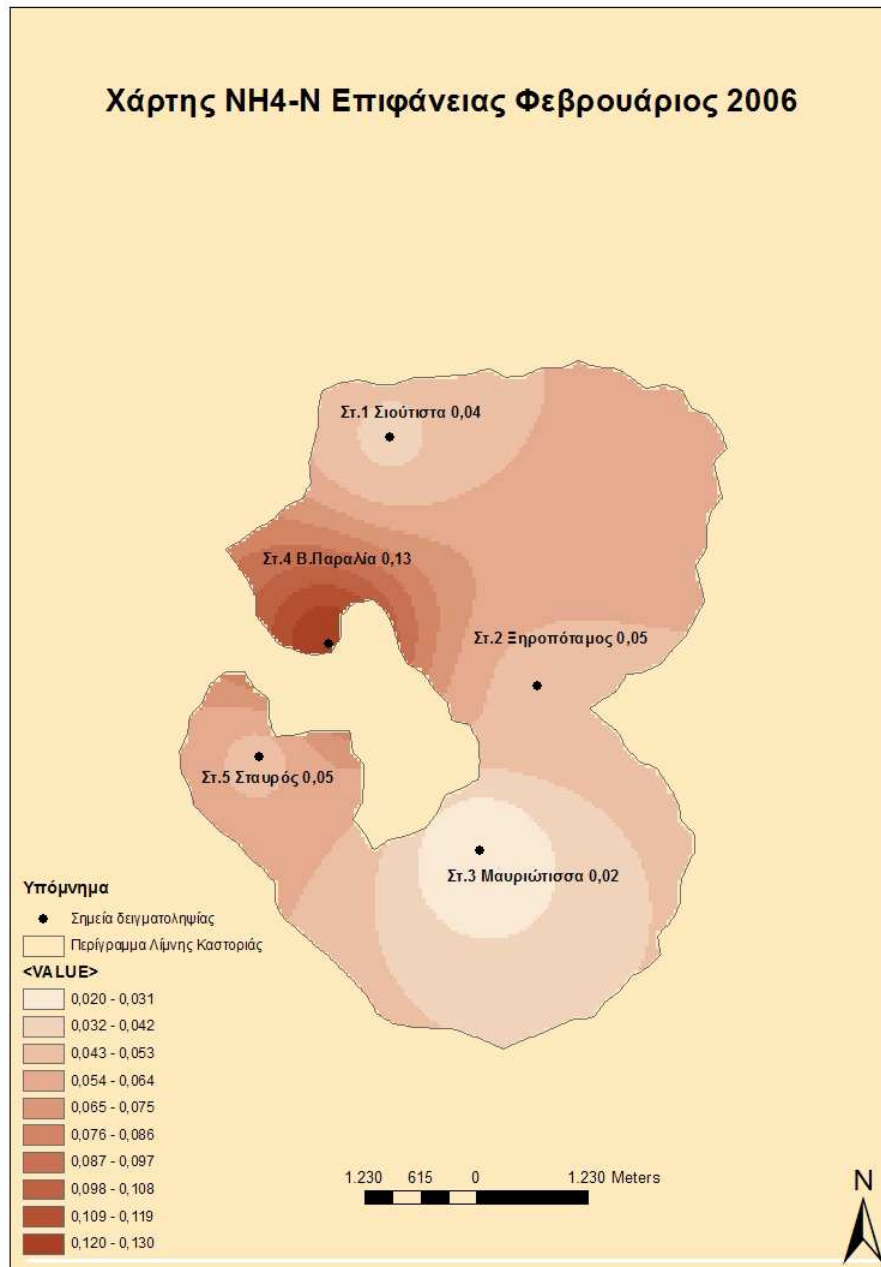 Χάρτης NH4-N Επιφάνειας Φεβρουάριος 2006
Στ.1 Σιούτιστα 0,04
Στ.4 Β.Παραλία 0,13
Στ.2 Ξηροπόταμος 0,05
Στ.5 Σταυρός 0,05
Στ.3 Μαυριώτισσα 0,02
Υπόμνημα
Σημεία δειγματοληψίας
Περίγραμμα Λίμνης Καστοριάς
<VALUE>
0,020 - 0,031
0,032 - 0,042
0,043 - 0,053
0,054 - 0,064
0,065 - 0,075
0,076 - 0,086
0,087 - 0,097
0,098 - 0,108
0,109 - 0,119
0,120 - 0,130
1.230 615 0 1.230 Meters
N